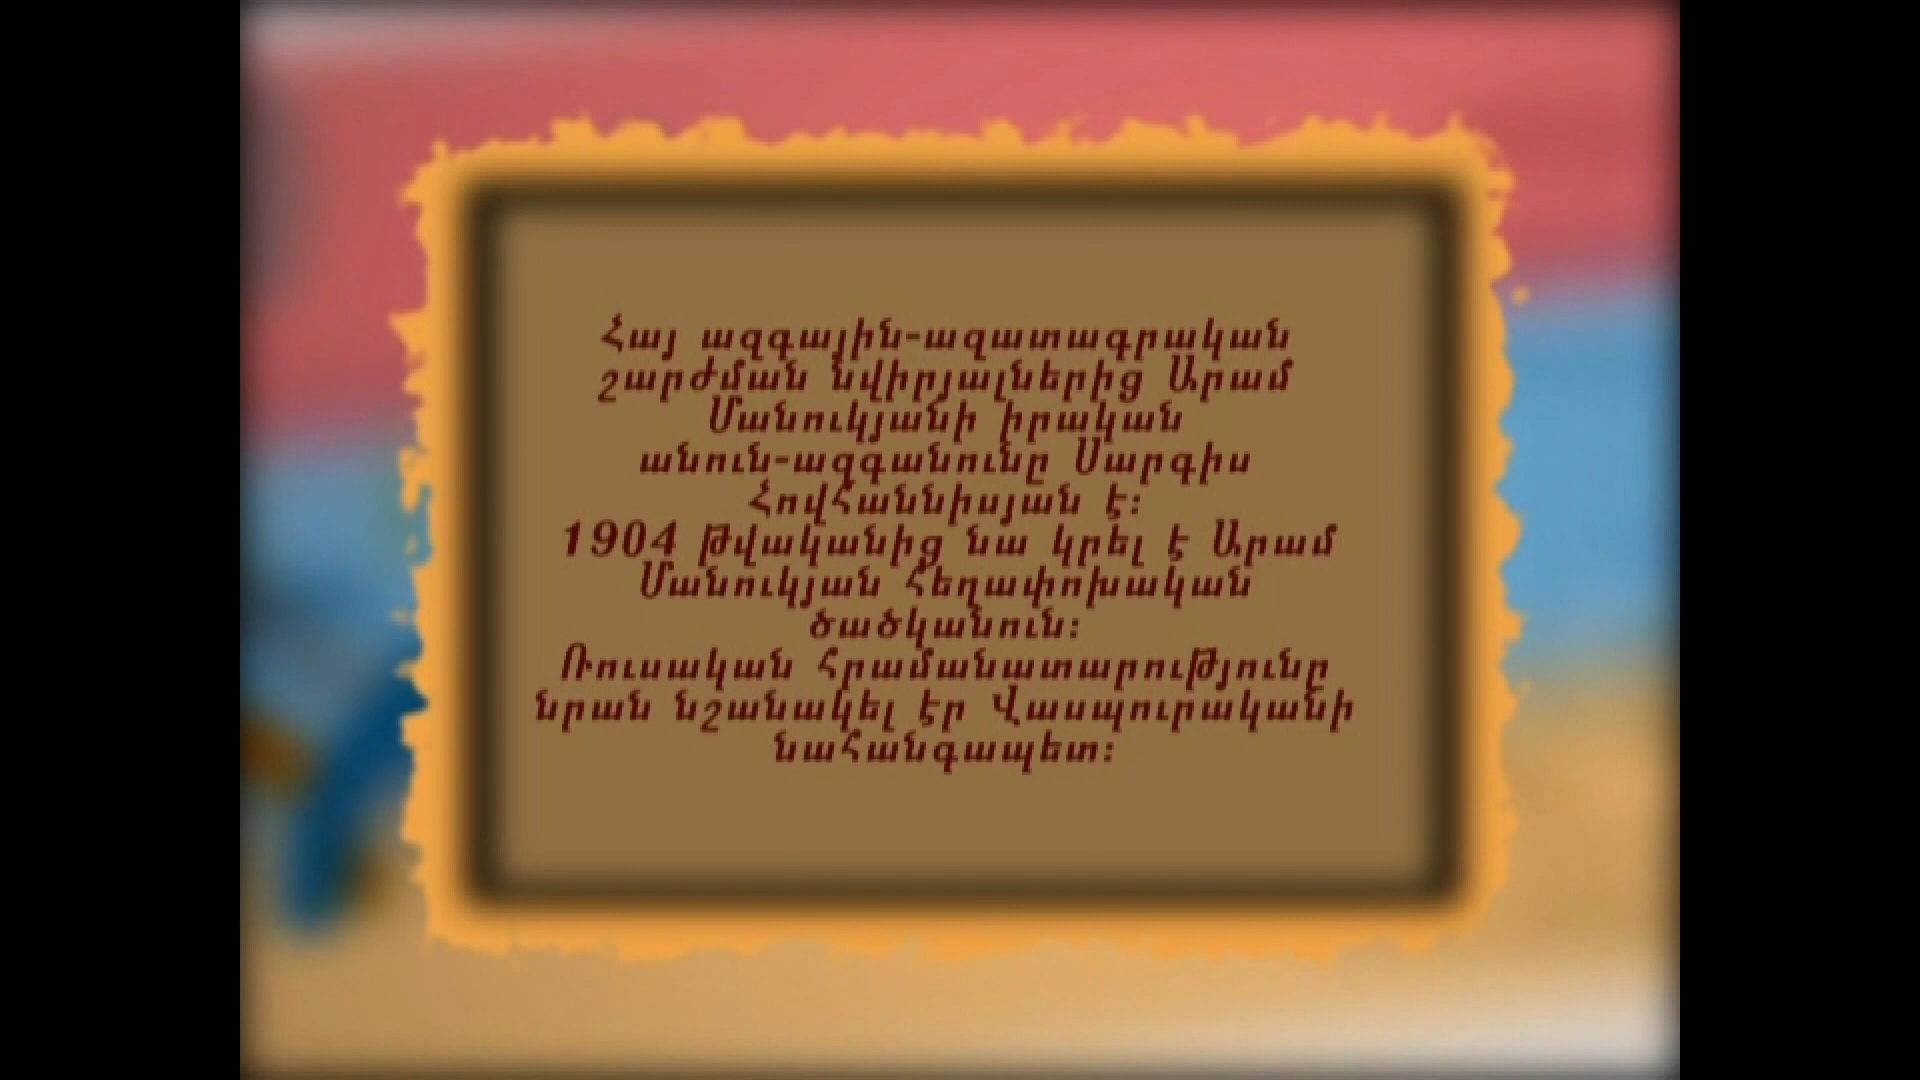 Հայ ազգային-ազատագրական
շարժման նվիրյալներից Արամ
Մանուկյանի իրական
անուն-ազգանունը Սարգիս
Հովհաննիսյան է:
1904 թվականից նա կրել է Արամ
Մանուկյան հեղափոխական
ծածկանուն:
Ռուսական հրամանատարությունը
նրան նշանակել էր Վասպուրականի
նահանգապետ: